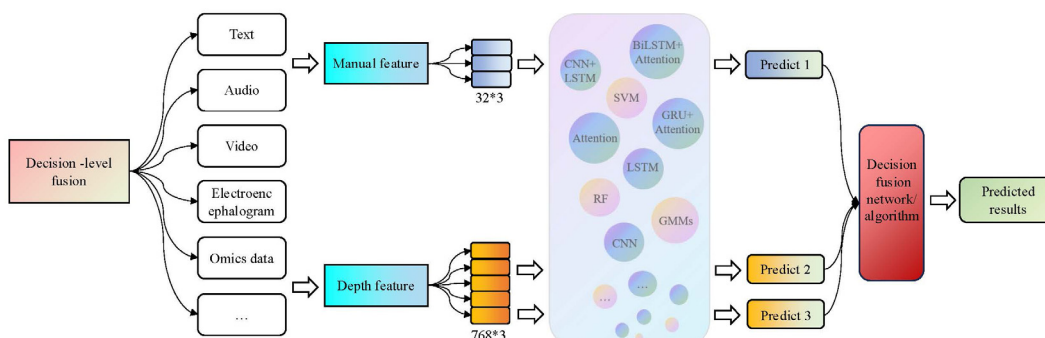 Decision -level
fusion
Text
Audio
Video
Electroenc
ephalogram
Omics data
...
Manual feature
32*3
Depth feature
768*3
CNN+
LSTM
BiLSTM+
Attention
SVM
Attention
GRU+
Attention
LSTM
RF
GMMs
CNN
...
...
Predict 1
Predict 2
Predict 3
Decision
fusion
network/
algorithm
Predicted
results